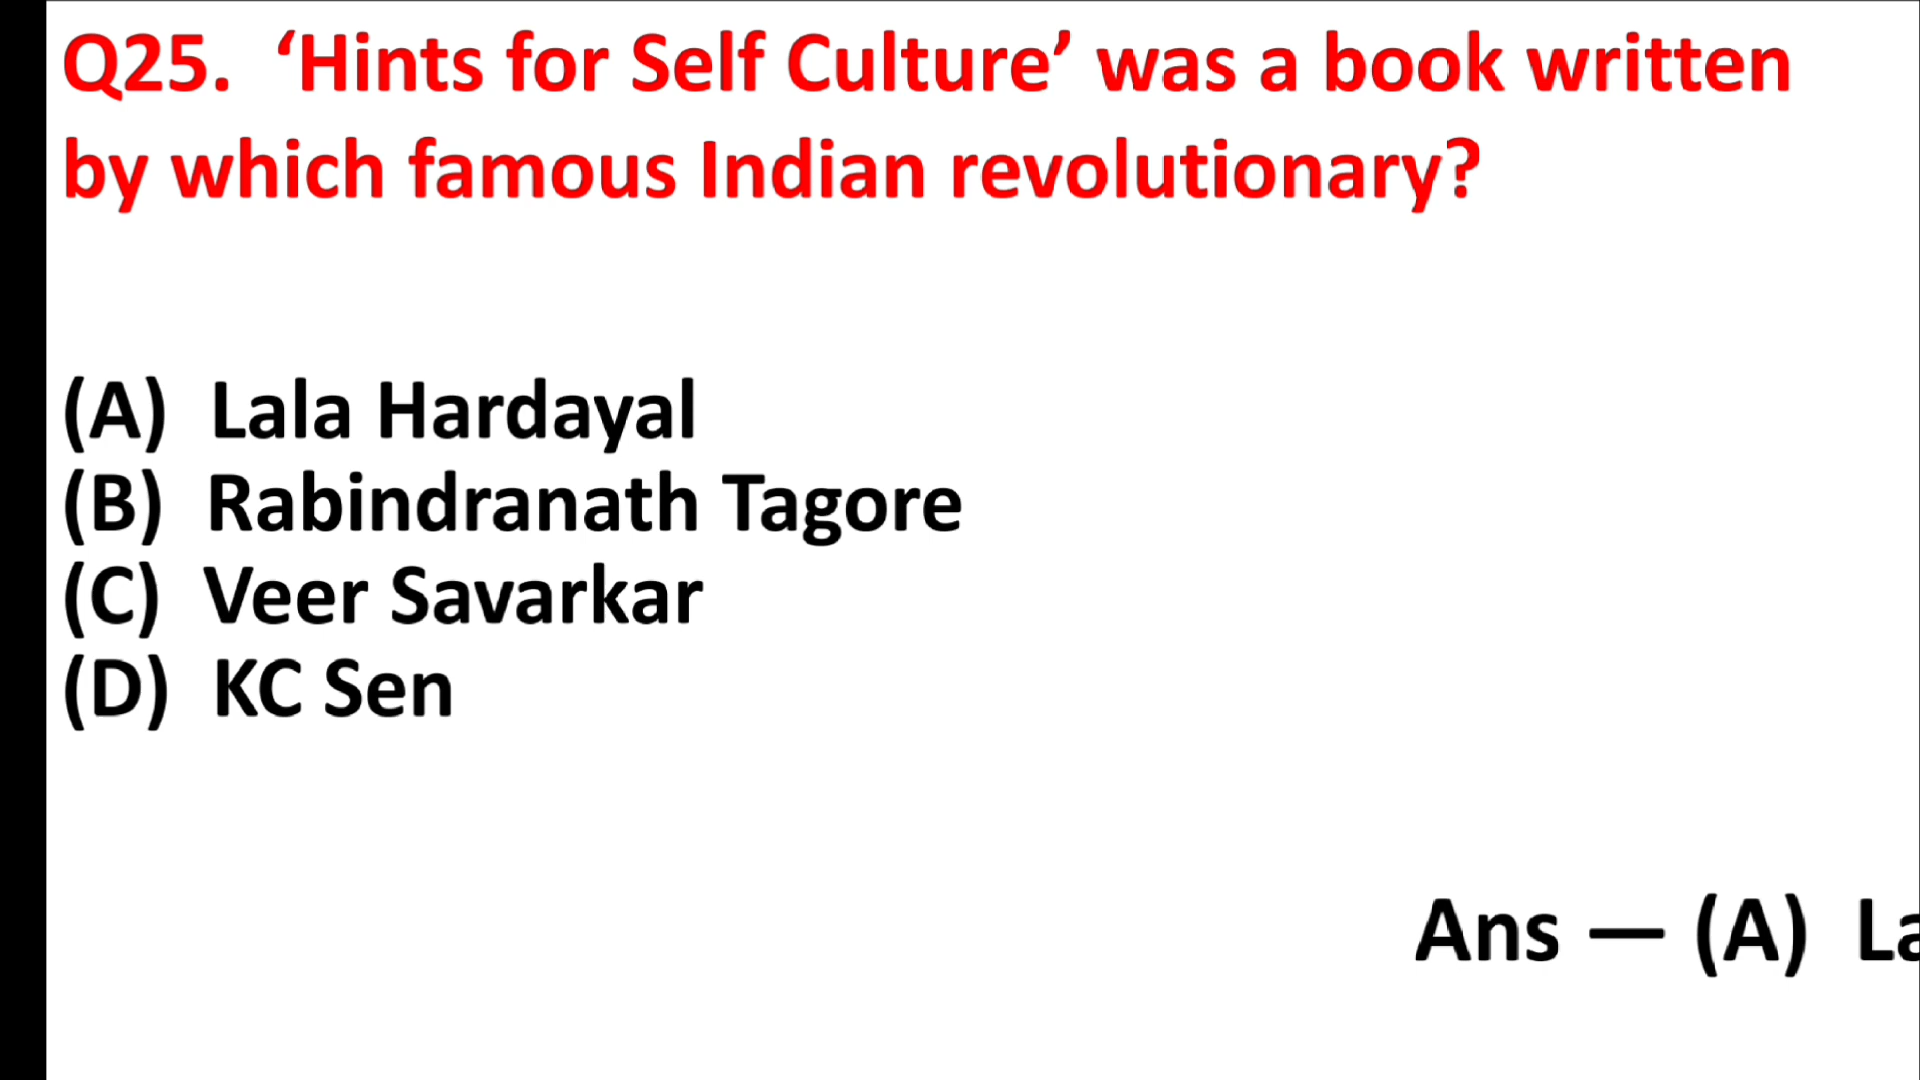 Q25. ‘Hints for Self Culture’ was a book written
by which famous Indian revolutionary?
(A) Lala Hardayal
(B) Rabindranath Tagore
(C) Veer Savarkar
(D) KC Sen
Ans — (A) La